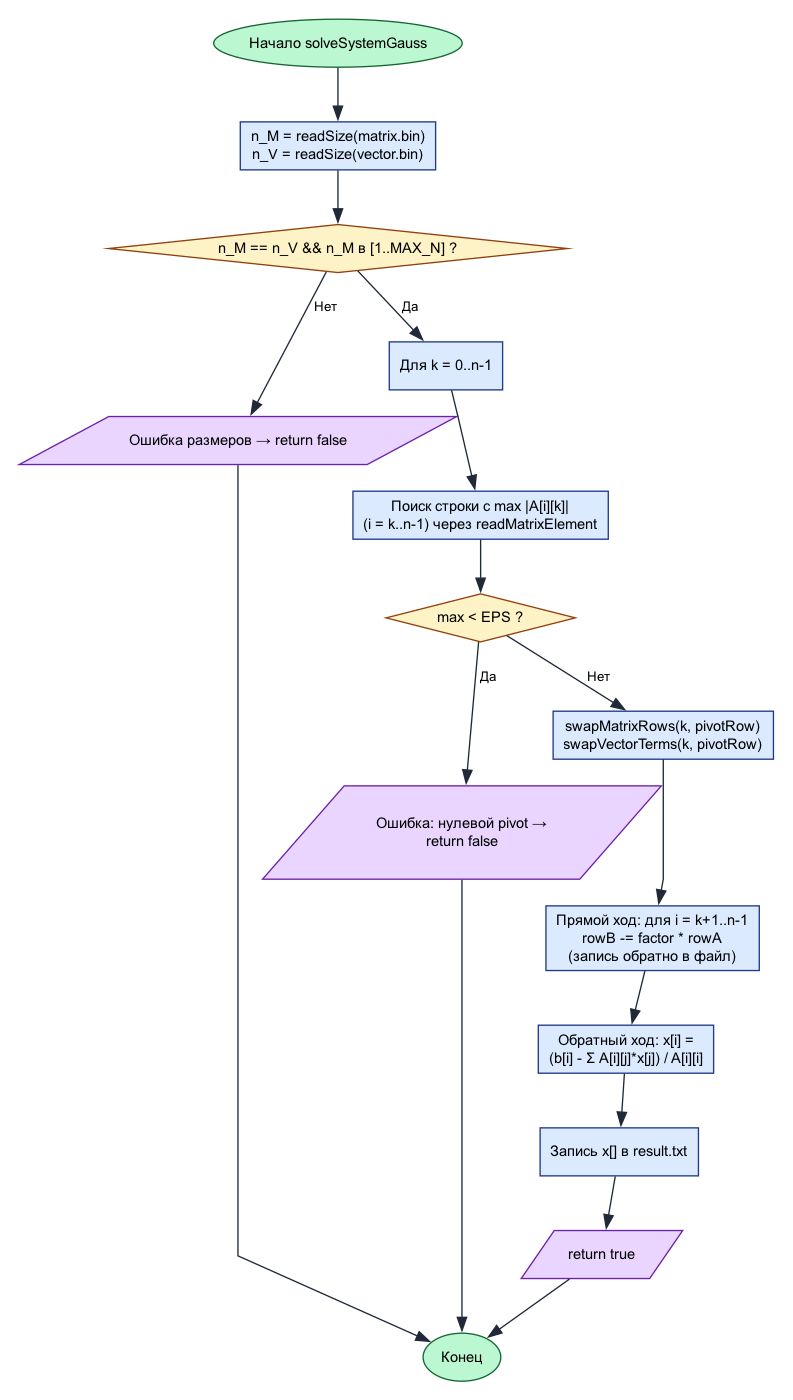 Начало solveSystemGauss
n_M = readSize(matrix.bin)
n_V = readSize(vector.bin)
n_M == n_V && n_M в [1..MAX_N] ?
Нет
Да
Для k = 0..n-1
Ошибка размеров → return false
Поиск строки с max |A[i][k]|
(i = k..n-1) через readMatrixElement
max < EPS ?
Да
Нет
swapMatrixRows(k, pivotRow)
swapVectorTerms(k, pivotRow)
Ошибка: нулевой pivot →
return false
Прямой ход: для i = k+1..n-1
rowB -= factor * rowA
(запись обратно в файл)
Обратный ход: x[i] =
(b[i] - Σ A[i][j]*x[j]) / A[i][i]
Запись x[] в result.txt
return true
Конец